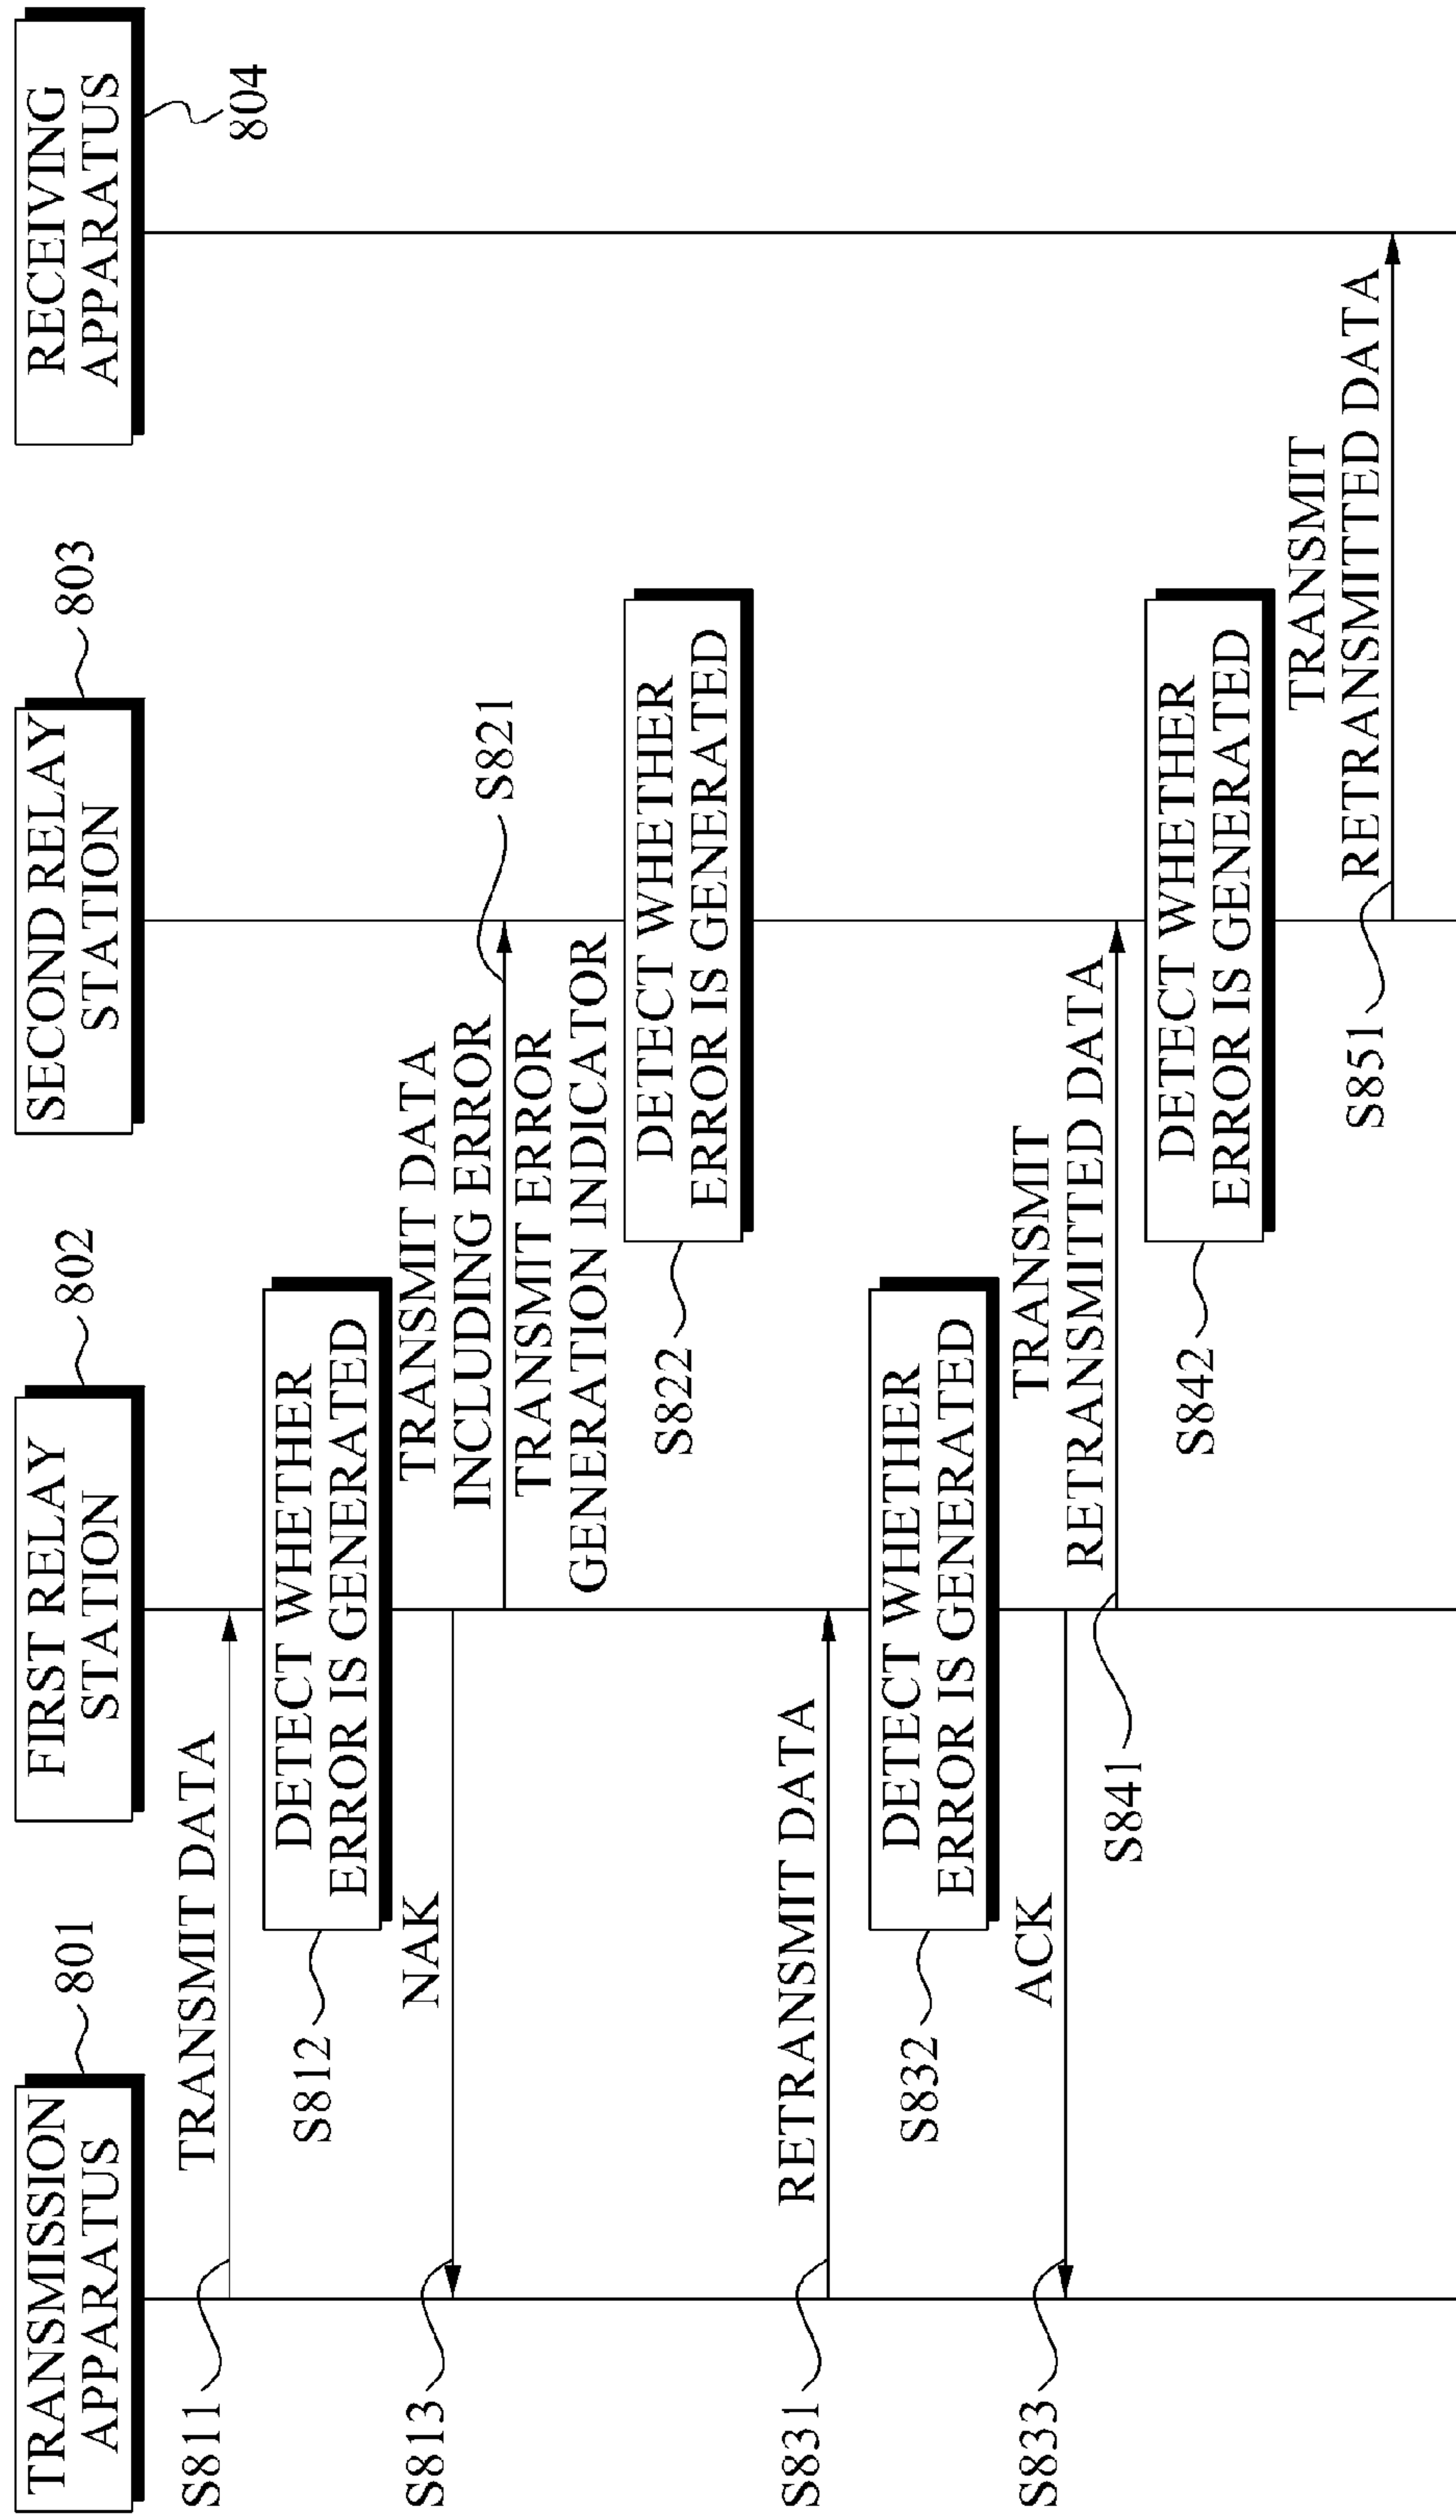 TRANSMISSION
APPARATUS
801
FIRST RELAY
STATION
802
SECOND RELAY
STATION
803
RECEIVING
APPARATUS
804
S811
TRANSMIT DATA
S812
DETECT WHETHER
ERROR IS GENERATED
S813
NAK
TRANSMIT DATA
INCLUDING ERROR
S821
TRANSMIT ERROR
GENERATION INDICATOR
S822
DETECT WHETHER
ERROR IS GENERATED
S831
RETRANSMIT DATA
S832
DETECT WHETHER
ERROR IS GENERATED
S833
ACK
TRANSMIT
RETRANSMITTED DATA
S841
S842
DETECT WHETHER
ERROR IS GENERATED
TRANSMIT
RETRANSMITTED DATA
S851